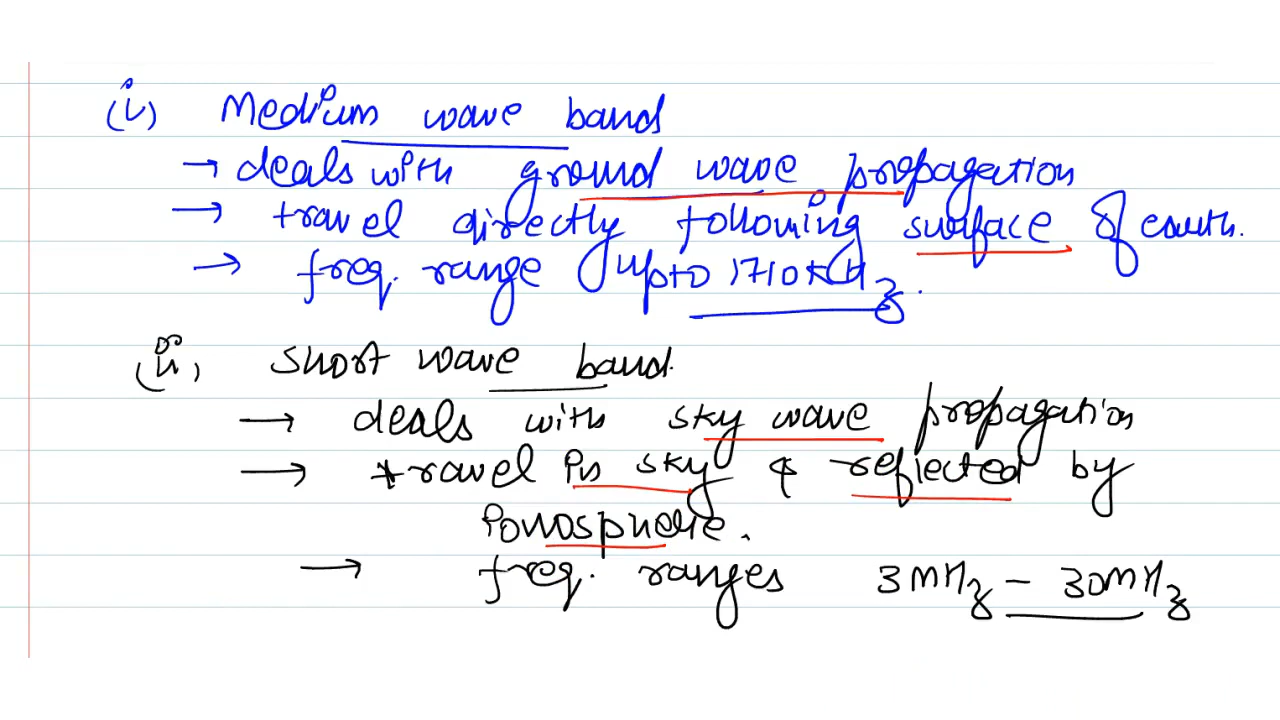 (i) Medium wave band
→ deals with ground wave propagation
→ travel directly following surface of earth.
→ freq. range upto 1710 KHz.
(ii) Short wave band.
→ deals with sky wave propagation
→ travel in sky & reflected by
ionosphere.
→ freq. ranges 3MHz – 30MHz